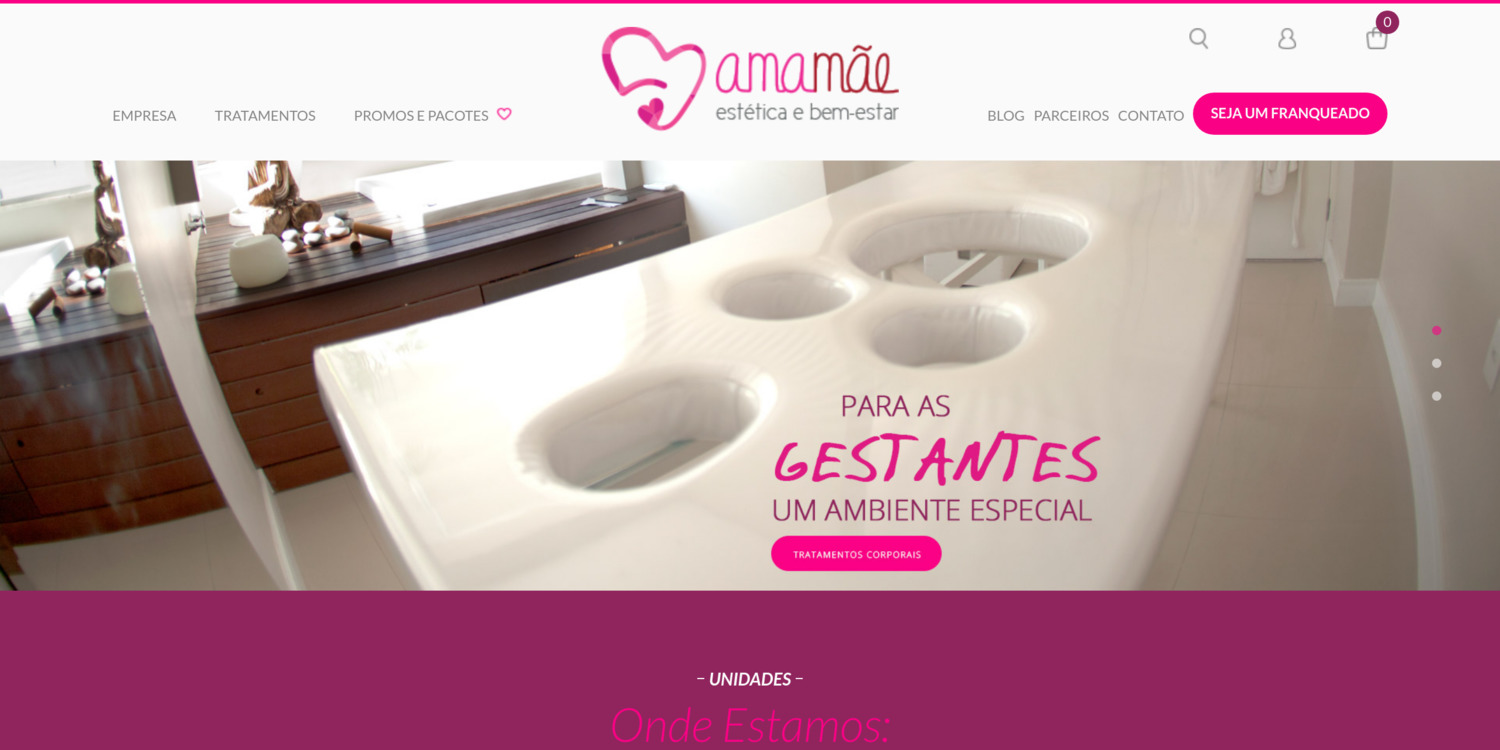 0
amamãe
estética e bem-estar
EMPRESA TRATAMENTOS PROMOS E PACOTES
BLOG PARCEIROS CONTATO SEJA UM FRANQUEADO
PARA AS
GESTANTES
UM AMBIENTE ESPECIAL
TRATAMENTOS CORPORAIS
– UNIDADES –
Onde Estamos: